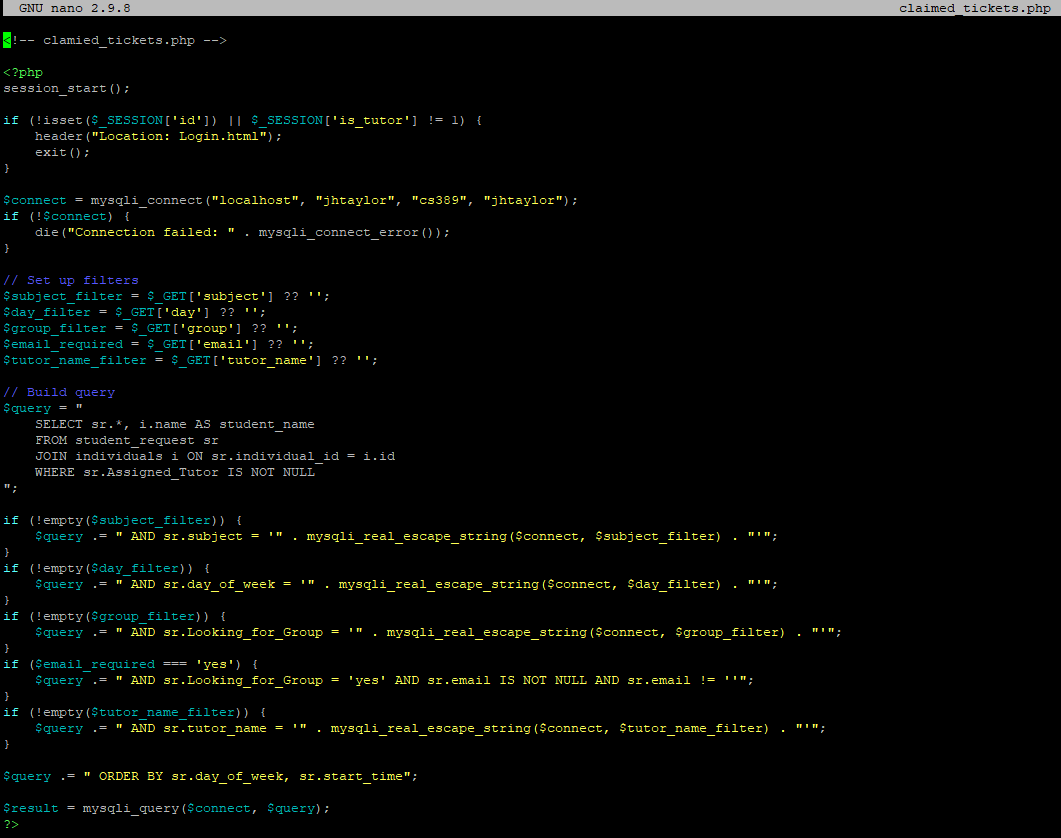 GNU nano 2.9.8 claimed_tickets.php
<!-- clamied_tickets.php -->
<?php
session_start();
if (!isset($_SESSION['id']) || $_SESSION['is_tutor'] != 1) {
    header("Location: Login.html");
    exit();
}
$connect = mysqli_connect("localhost", "jhtaylor", "cs389", "jhtaylor");
if (!$connect) {
    die("Connection failed: " . mysqli_connect_error());
}
// Set up filters
$subject_filter = $_GET['subject'] ?? '';
$day_filter = $_GET['day'] ?? '';
$group_filter = $_GET['group'] ?? '';
$email_required = $_GET['email'] ?? '';
$tutor_name_filter = $_GET['tutor_name'] ?? '';
// Build query
$query = "
    SELECT sr.*, i.name AS student_name
    FROM student_request sr
    JOIN individuals i ON sr.individual_id = i.id
    WHERE sr.Assigned_Tutor IS NOT NULL
";
if (!empty($subject_filter)) {
    $query .= " AND sr.subject = '" . mysqli_real_escape_string($connect, $subject_filter) . "'";
}
if (!empty($day_filter)) {
    $query .= " AND sr.day_of_week = '" . mysqli_real_escape_string($connect, $day_filter) . "'";
}
if (!empty($group_filter)) {
    $query .= " AND sr.Looking_for_Group = '" . mysqli_real_escape_string($connect, $group_filter) . "'";
}
if ($email_required === 'yes') {
    $query .= " AND sr.Looking_for_Group = 'yes' AND sr.email IS NOT NULL AND sr.email != ''";
}
if (!empty($tutor_name_filter)) {
    $query .= " AND sr.tutor_name = '" . mysqli_real_escape_string($connect, $tutor_name_filter) . "'";
}
$query .= " ORDER BY sr.day_of_week, sr.start_time";
$result = mysqli_query($connect, $query);
?>